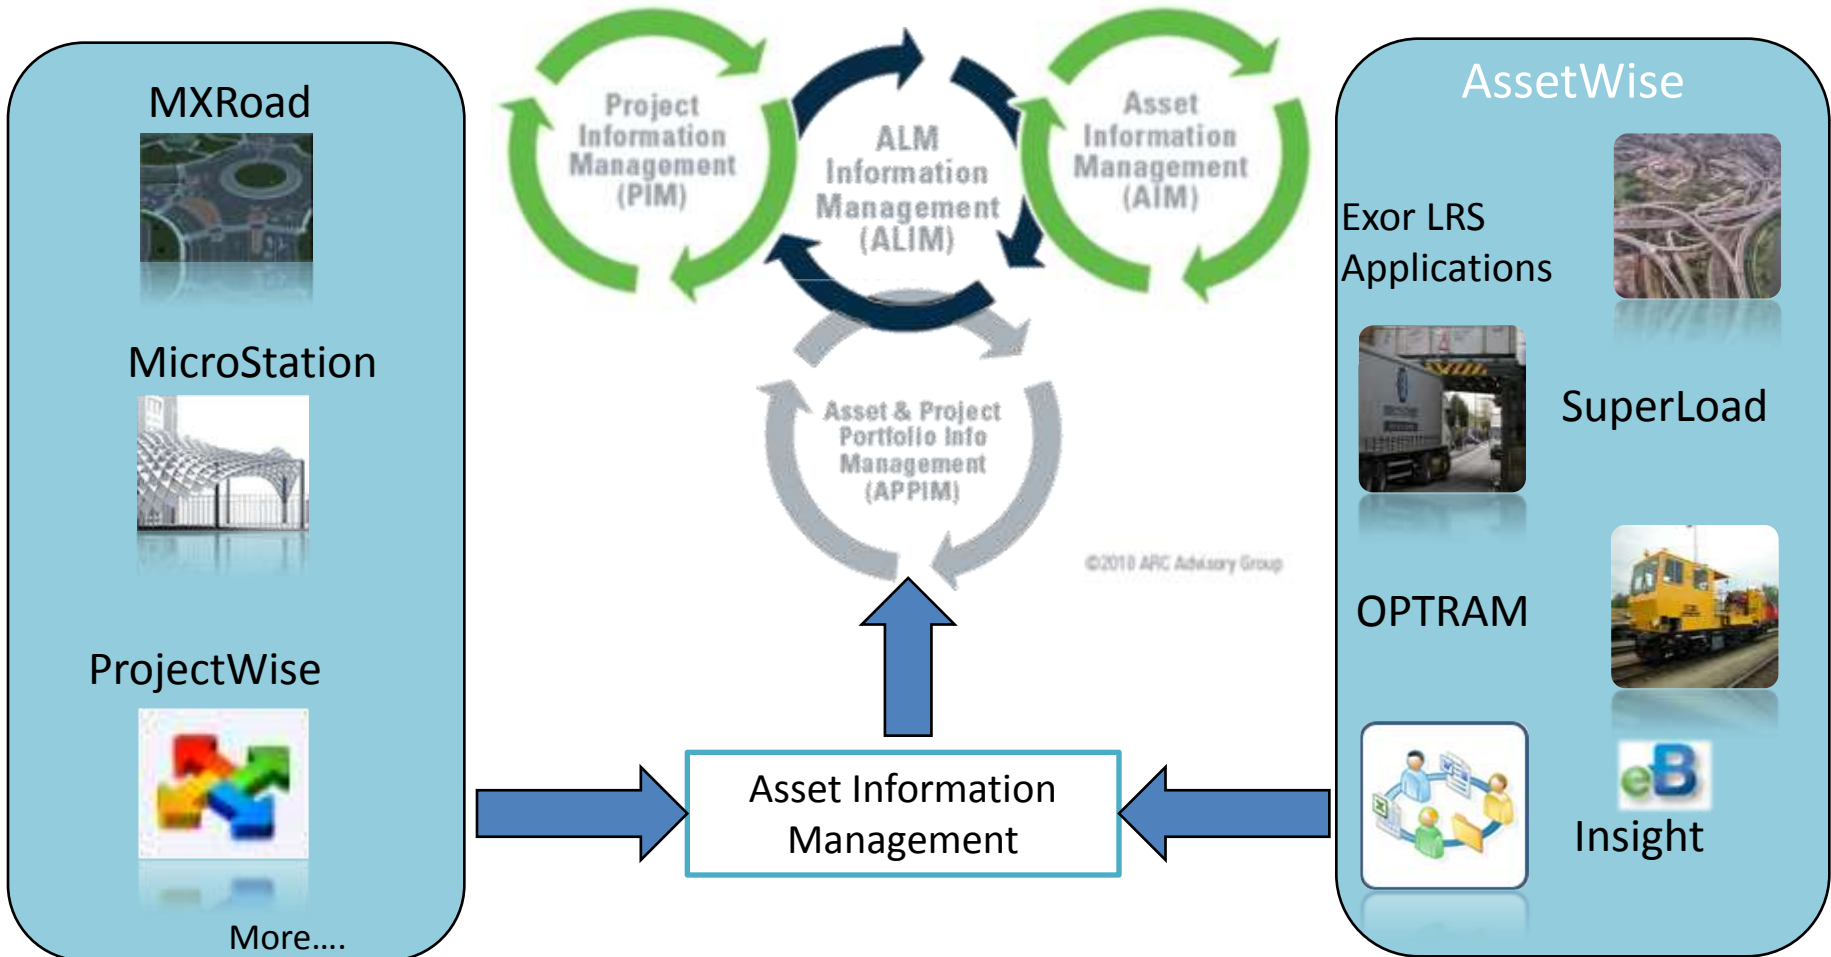 MXRoad
MicroStation
ProjectWise
More....
Project
Information
Management
(PIM)
ALM
Information
Management
(ALIM)
Asset
Information
Management
(AIM)
Asset & Project
Portfolio Info
Management
(APPIM)
©2010 ARC Advisory Group
Asset Information
Management
AssetWise
Exor LRS
Applications
SuperLoad
OPTRAM
eB
Insight